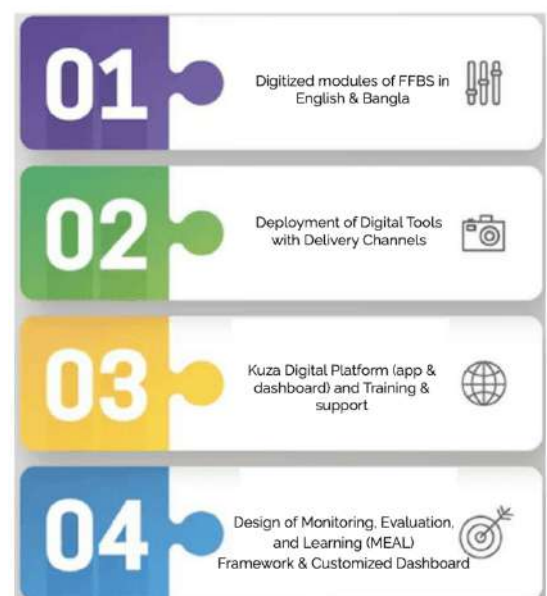 01
Digitized modules of FFBS in
English & Bangla
02
Deployment of Digital Tools
with Delivery Channels
03
Kuza Digital Platform (app &
dashboard) and Training &
support
04
Design of Monitoring, Evaluation,
and Learning (MEAL)
Framework & Customized Dashboard